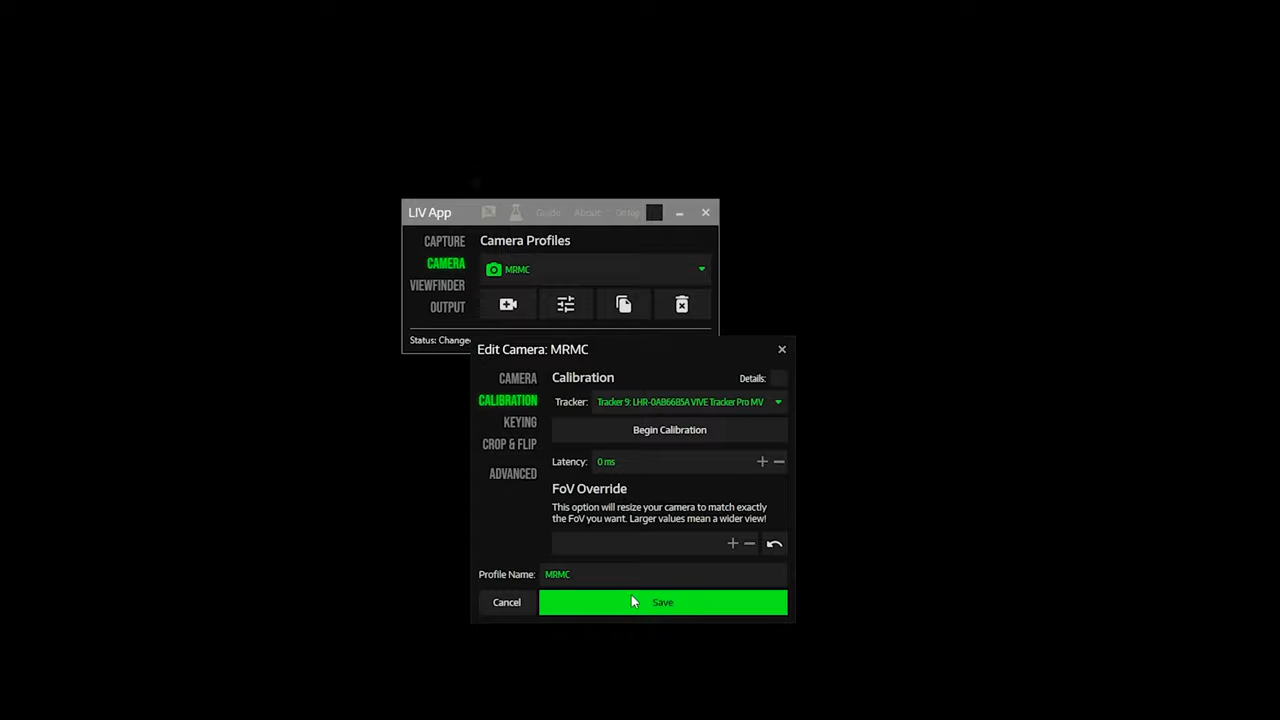 LIV App
Guide About Debug
CAPTURE
CAMERA
VIEWFINDER
OUTPUT
Camera Profiles
MRMC
Status: Change
Edit Camera: MRMC
CAMERA
CALIBRATION
KEYING
CROP & FLIP
ADVANCED
Calibration
Details:
Tracker: Tracker 9: LHR-0AB66B5A VIVE Tracker Pro MV
Begin Calibration
Latency: 0 ms
FoV Override
This option will resize your camera to match exactly
the FoV you want. Larger values mean a wider view!
Profile Name: MRMC
Cancel
Save